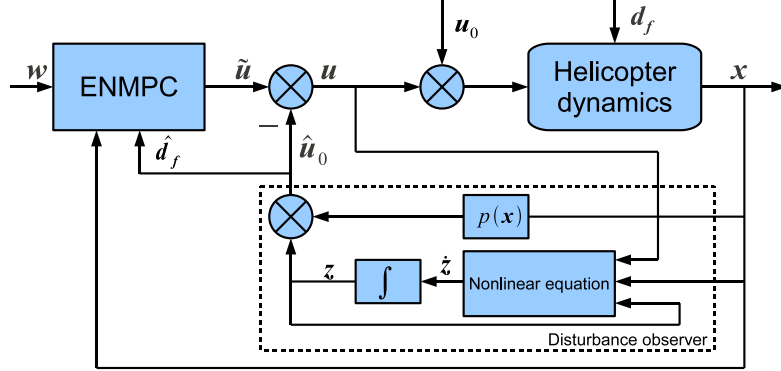 u₀
d_f
w
ENMPC
ũ
u
Helicopter
dynamics
x
−
d̂_f
û₀
p(x)
z
∫
ż
Nonlinear equation
Disturbance observer